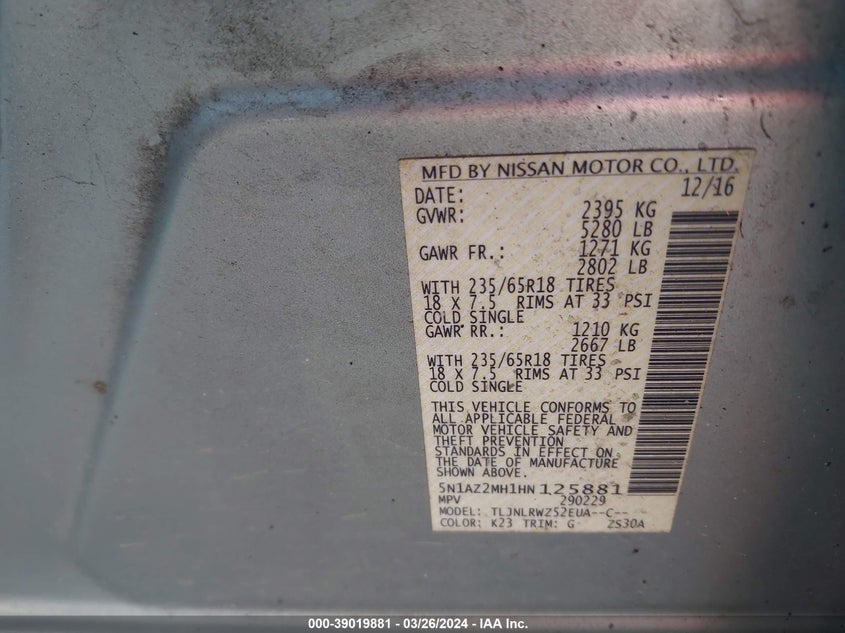 MFD BY NISSAN MOTOR CO., LTD.
DATE: 12/16
GVWR: 2395 KG
5280 LB
GAWR FR.: 1271 KG
2802 LB
WITH 235/65R18 TIRES
18 X 7.5 RIMS AT 33 PSI
COLD SINGLE
GAWR RR.: 1210 KG
2667 LB
WITH 235/65R18 TIRES
18 X 7.5 RIMS AT 33 PSI
COLD SINGLE
THIS VEHICLE CONFORMS TO
ALL APPLICABLE FEDERAL
MOTOR VEHICLE SAFETY AND
THEFT PREVENTION
STANDARDS IN EFFECT ON
THE DATE OF MANUFACTURE
SHOWN ABOVE.
5N1AZ2MH1HN125881
MPV 290229
MODEL: TLJNLRWZ52EUA--C--
COLOR: K23 TRIM: G ZS30A
000-39019881 - 03/26/2024 - IAA Inc.